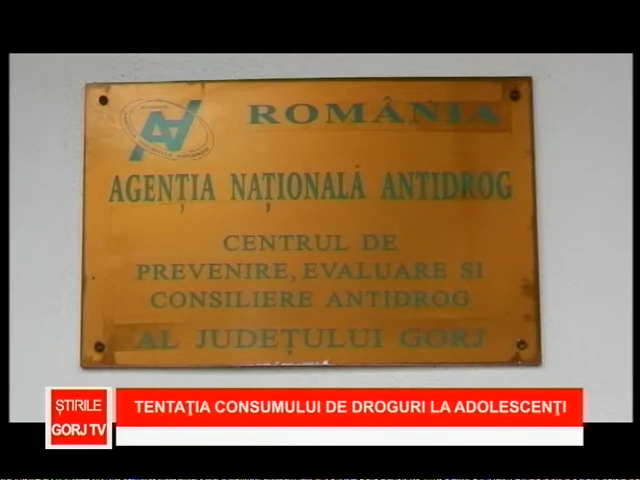 ROMÂNIA
AGENȚIA NAȚIONALĂ ANTIDROG
CENTRUL DE
PREVENIRE, EVALUARE ȘI
CONSILIERE ANTIDROG
AL JUDEȚULUI GORJ
ȘTIRILE
GORJ TV
TENTAŢIA CONSUMULUI DE DROGURI LA ADOLESCENŢI